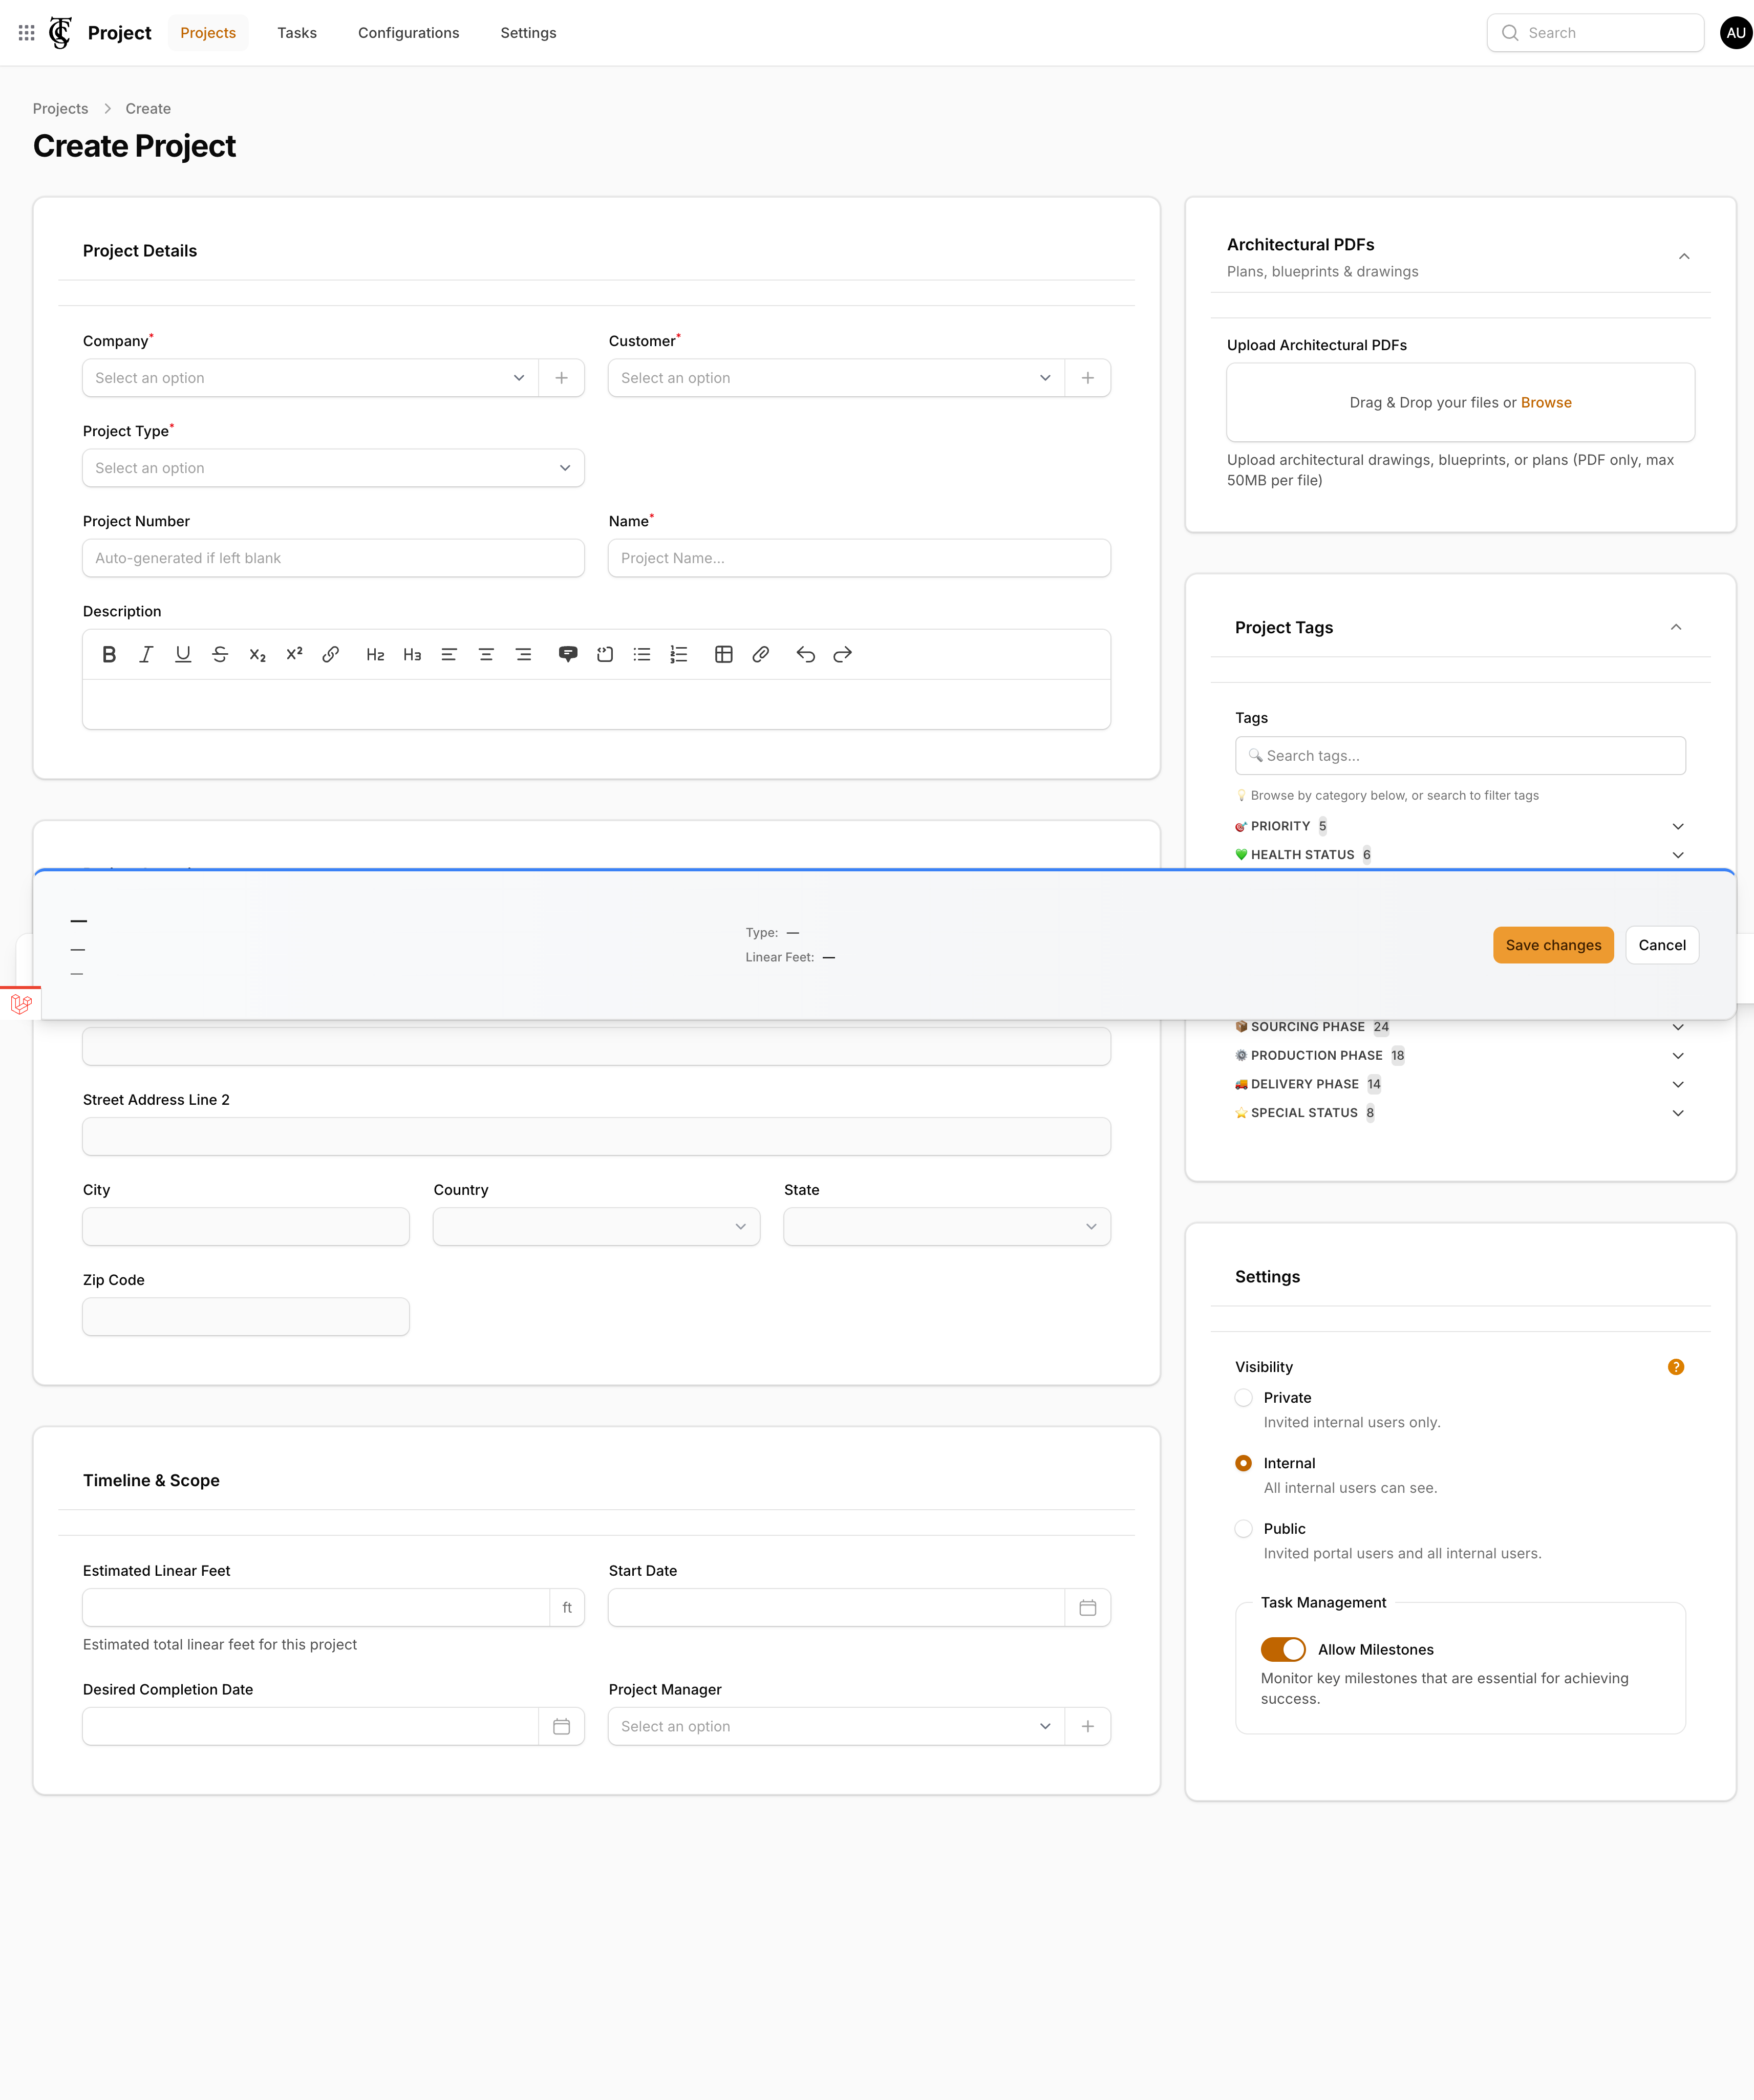 Project
Projects
Tasks
Configurations
Settings
Search
AU
Projects
Create
Create Project
Project Details
Company*
Customer*
Select an option
Select an option
Project Type*
Select an option
Project Number
Name*
Auto-generated if left blank
Project Name...
Description
B I U S X₂ X² H2 H3
Architectural PDFs
Plans, blueprints & drawings
Upload Architectural PDFs
Drag & Drop your files or Browse
Upload architectural drawings, blueprints, or plans (PDF only, max
50MB per file)
Project Tags
Tags
🔍 Search tags...
💡 Browse by category below, or search to filter tags
🎯 PRIORITY 5
💚 HEALTH STATUS 6
—
—
—
Type: —
Linear Feet: —
Save changes
Cancel
📦 SOURCING PHASE 24
⚙️ PRODUCTION PHASE 18
🚚 DELIVERY PHASE 14
⭐ SPECIAL STATUS 8
Street Address Line 2
City
Country
State
Zip Code
Timeline & Scope
Estimated Linear Feet
Start Date
ft
Estimated total linear feet for this project
Desired Completion Date
Project Manager
Select an option
Settings
Visibility
?
Private
Invited internal users only.
Internal
All internal users can see.
Public
Invited portal users and all internal users.
Task Management
Allow Milestones
Monitor key milestones that are essential for achieving
success.